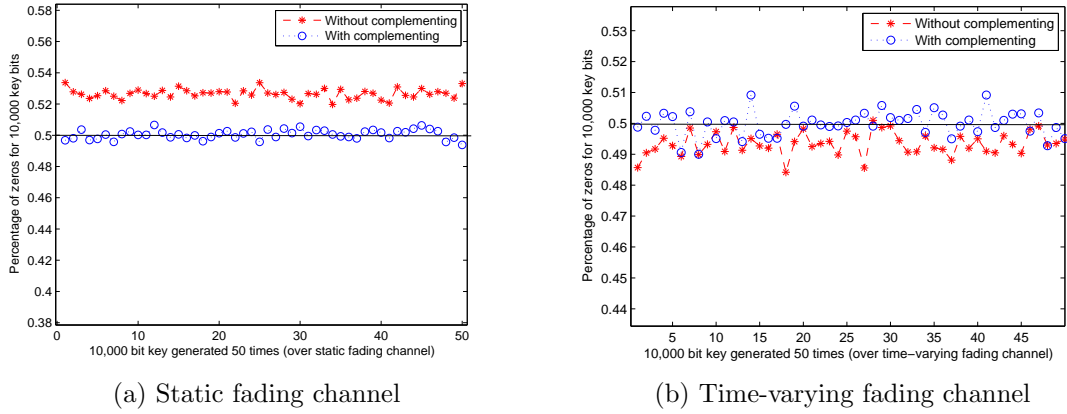 0.58
0.56
0.54
0.52
0.5
0.48
0.46
0.44
0.42
0.4
0.38
Percentage of zeros for 10,000 key bits
Without complementing
With complementing
0 10 20 30 40 50
10,000 bit key generated 50 times (over static fading channel)
(a) Static fading channel
0.53
0.52
0.51
0.5
0.49
0.48
0.47
0.46
0.45
0.44
Percentage of zeros for 10,000 key bits
Without complementing
With complementing
5 10 15 20 25 30 35 40 45
10,000 bit key generated 50 times (over time−varying fading channel)
(b) Time-varying fading channel